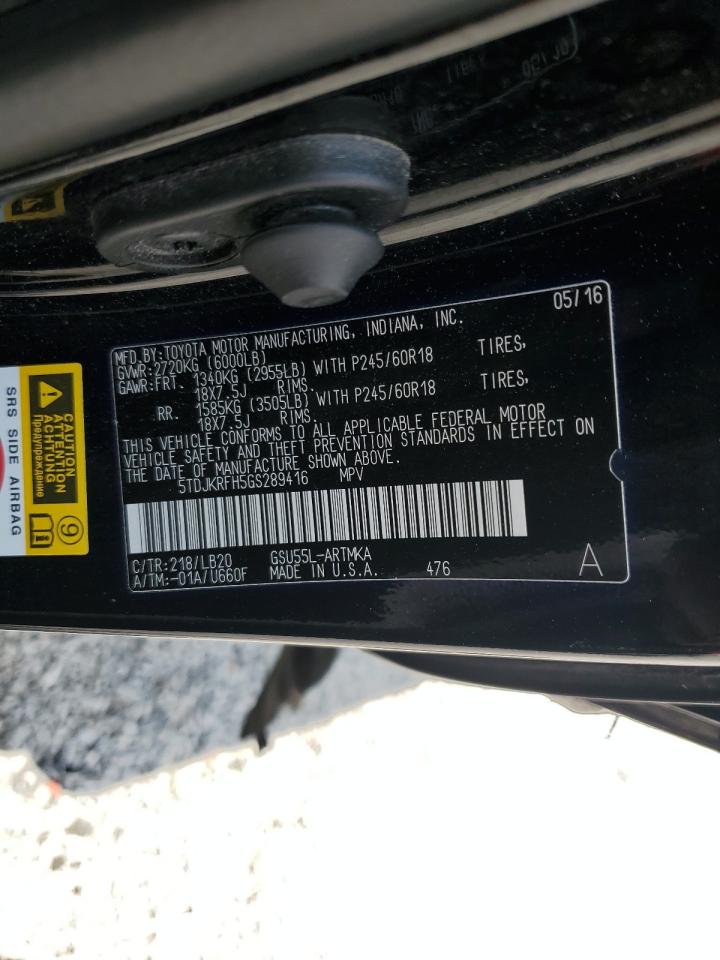 05/16
MFD.BY:TOYOTA MOTOR MANUFACTURING, INDIANA, INC.
GVWR:2720KG (6000LB)
GAWR:FRT. 1340KG (2955LB) WITH P245/60R18 TIRES,
18X7.5J RIMS.
RR. 1585KG (3505LB) WITH P245/60R18 TIRES,
18X7.5J RIMS
THIS VEHICLE CONFORMS TO ALL APPLICABLE FEDERAL MOTOR
VEHICLE SAFETY AND THEFT PREVENTION STANDARDS IN EFFECT ON
THE DATE OF MANUFACTURE SHOWN ABOVE.
5TDJKRFH5GS289416 MPV
C/TR:218/LB20 GSU55L-ARTMKA
A/TM:-01A/U660F MADE IN U.S.A. 476 A
CAUTION
ATTENTION
ACHTUNG
Предупреждение
9
SRS SIDE AIRBAG